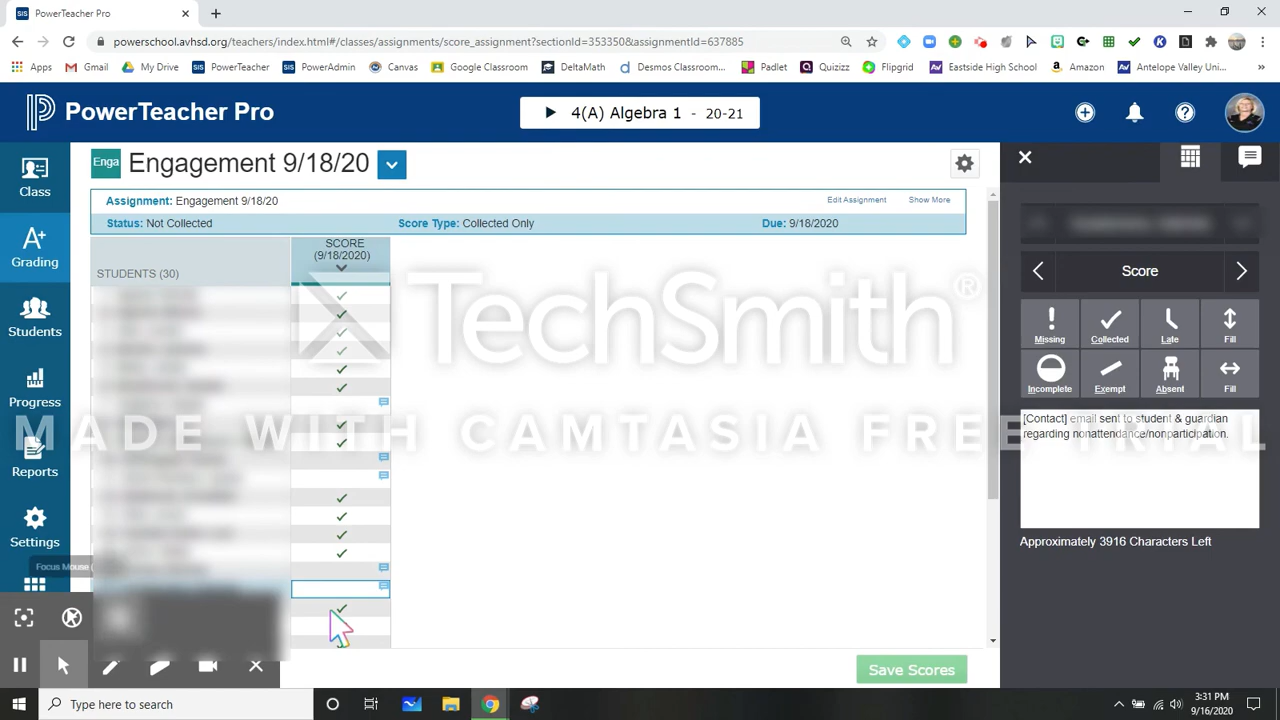 PowerTeacher Pro
powerschool.avhsd.org/teachers/index.html#/classes/assignments/score_assignment?sectionId=353350&assignmentId=637885
Apps
Gmail
My Drive
PowerTeacher
PowerAdmin
Canvas
Google Classroom
DeltaMath
Desmos Classroom...
Padlet
Quizizz
Flipgrid
Eastside High School
Amazon
Antelope Valley Uni...
PowerTeacher Pro
4(A) Algebra 1 - 20-21
Class
Grading
Students
Progress
Reports
Settings
Enga
Engagement 9/18/20
Assignment: Engagement 9/18/20
Edit Assignment
Show More
Status: Not Collected
Score Type: Collected Only
Due: 9/18/2020
STUDENTS (30)
SCORE
(9/18/2020)
TechSmith®
MADE WITH CAMTASIA FREE TRIAL
Score
Missing
Collected
Late
Fill
Incomplete
Exempt
Absent
Fill
[Contact] email sent to student & guardian
regarding nonattendance/nonparticipation.
Approximately 3916 Characters Left
Focus Mouse (
Save Scores
Type here to search
3:31 PM
9/16/2020